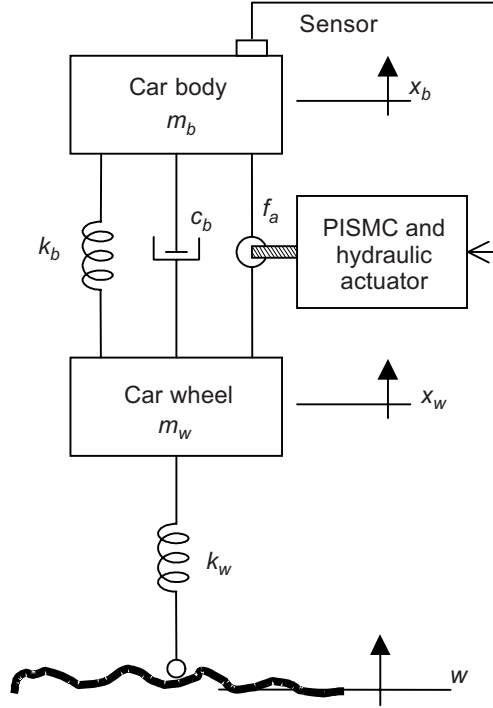 Sensor
Car body
m_b
x_b
k_b
c_b
f_a
PISMC and
hydraulic
actuator
Car wheel
m_w
x_w
k_w
w